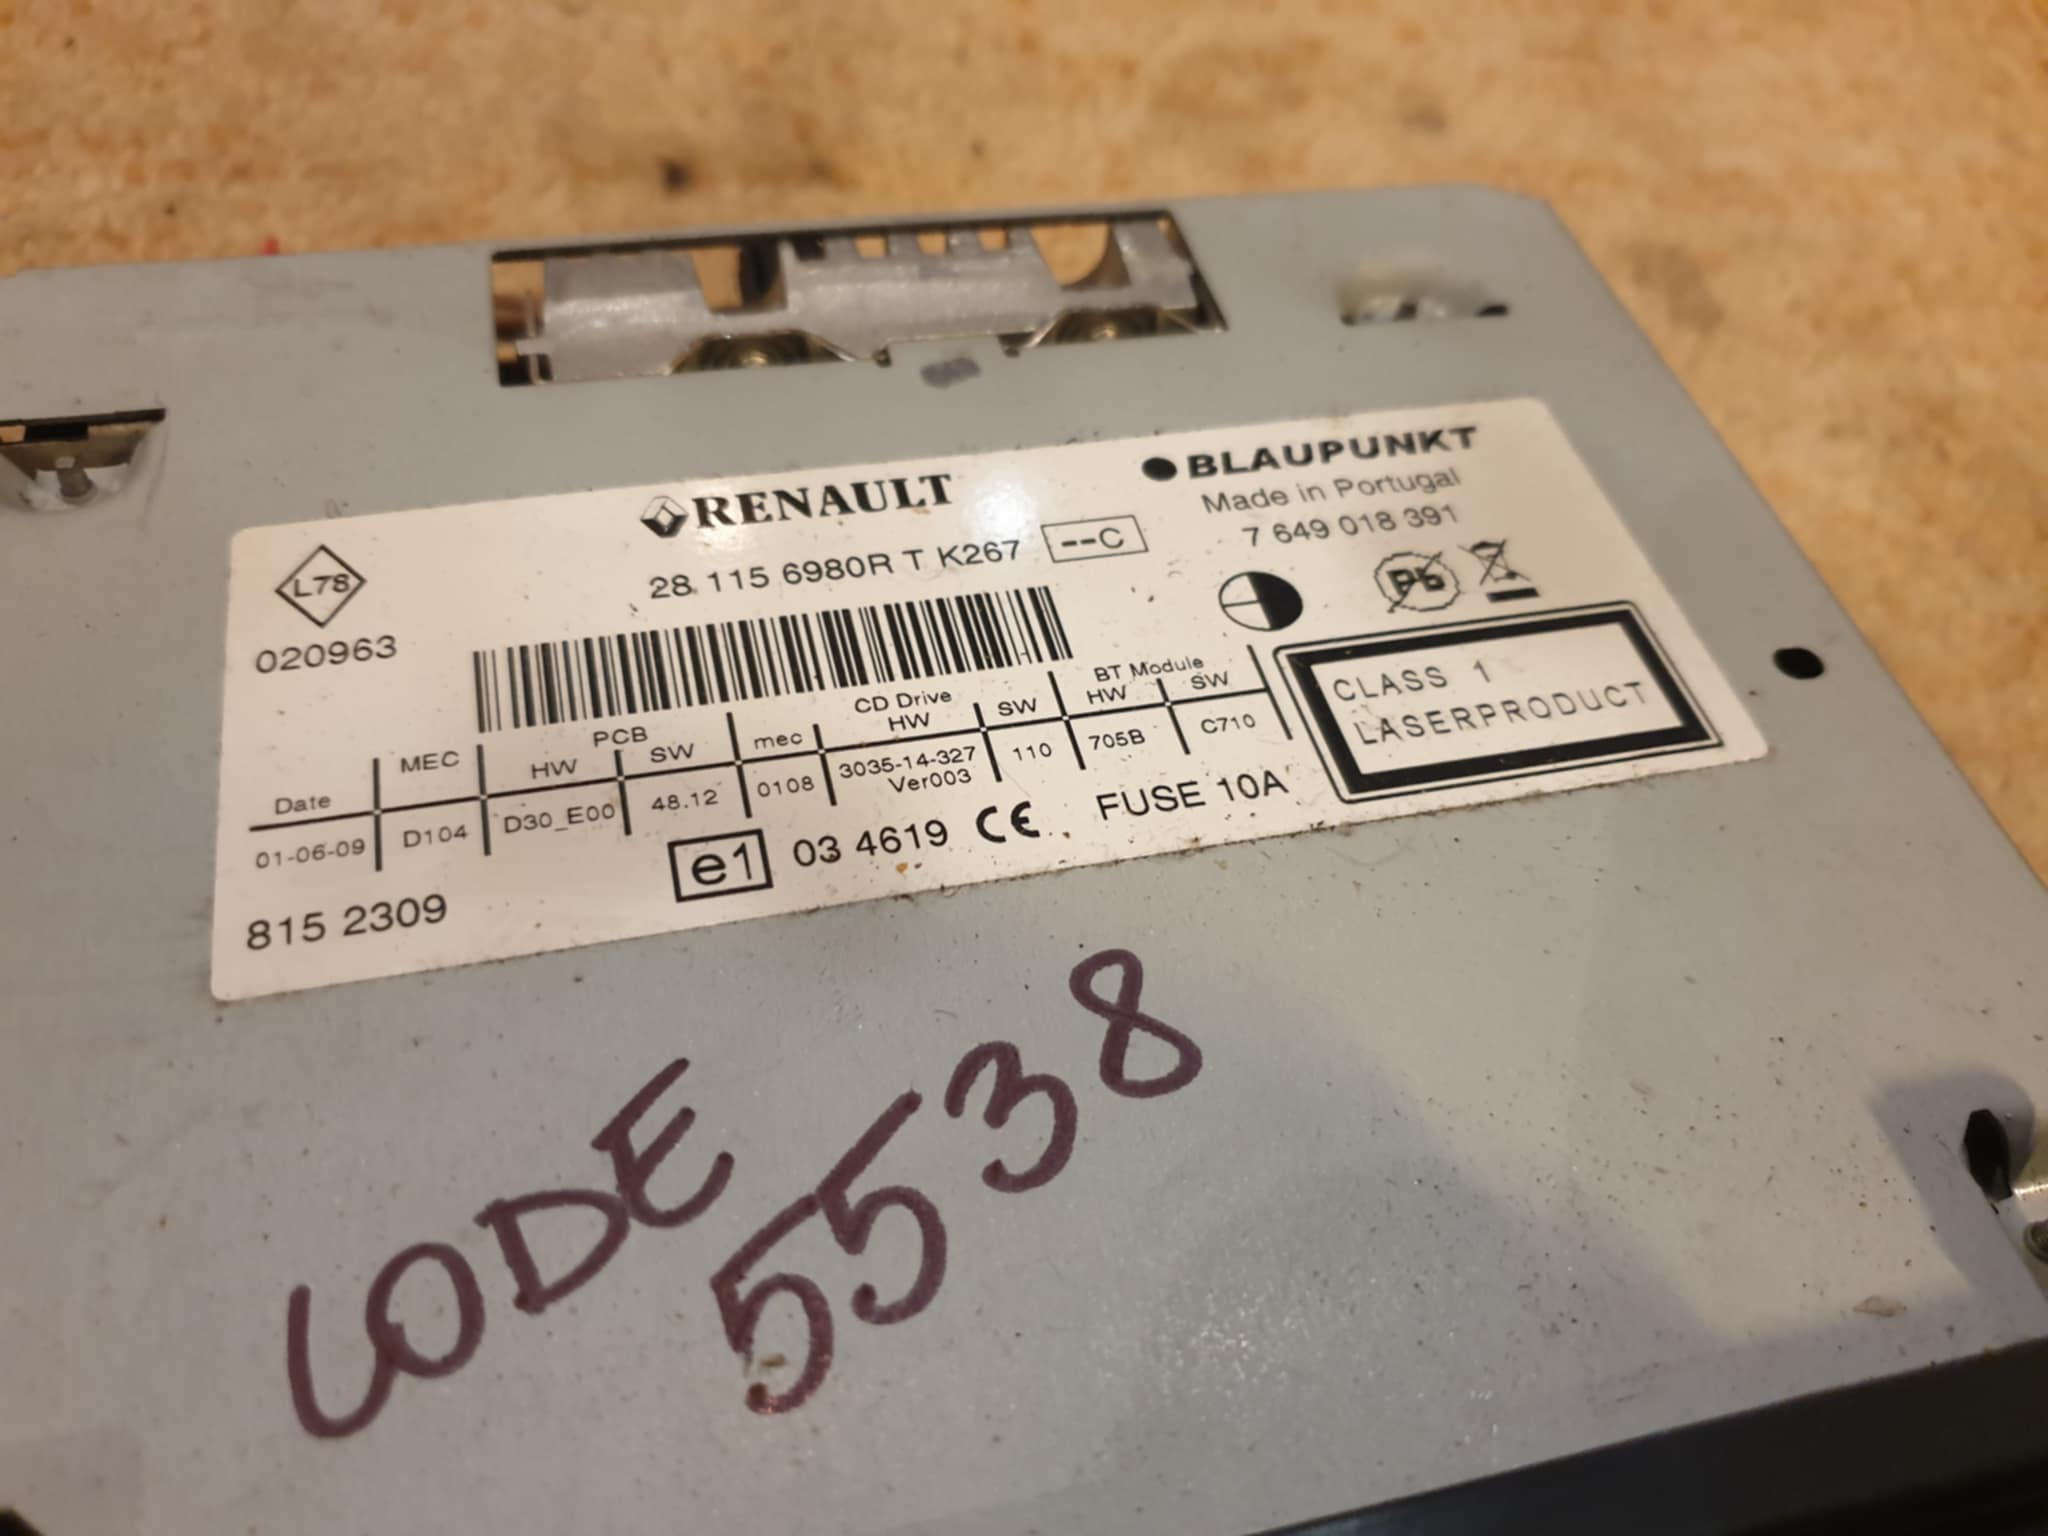 RENAULT
BLAUPUNKT
Made in Portugal
7 649 018 391
28 115 6980R T K267 --C
L78
020963
Pb
CLASS 1
LASERPRODUCT
PCB CD Drive BT Module
Date MEC HW SW mec HW SW HW SW
01-06-09 D104 D30_E00 48.12 0108 3035-14-327 110 705B C710
Ver003
815 2309 e1 03 4619 CE FUSE 10A
CODE
5538